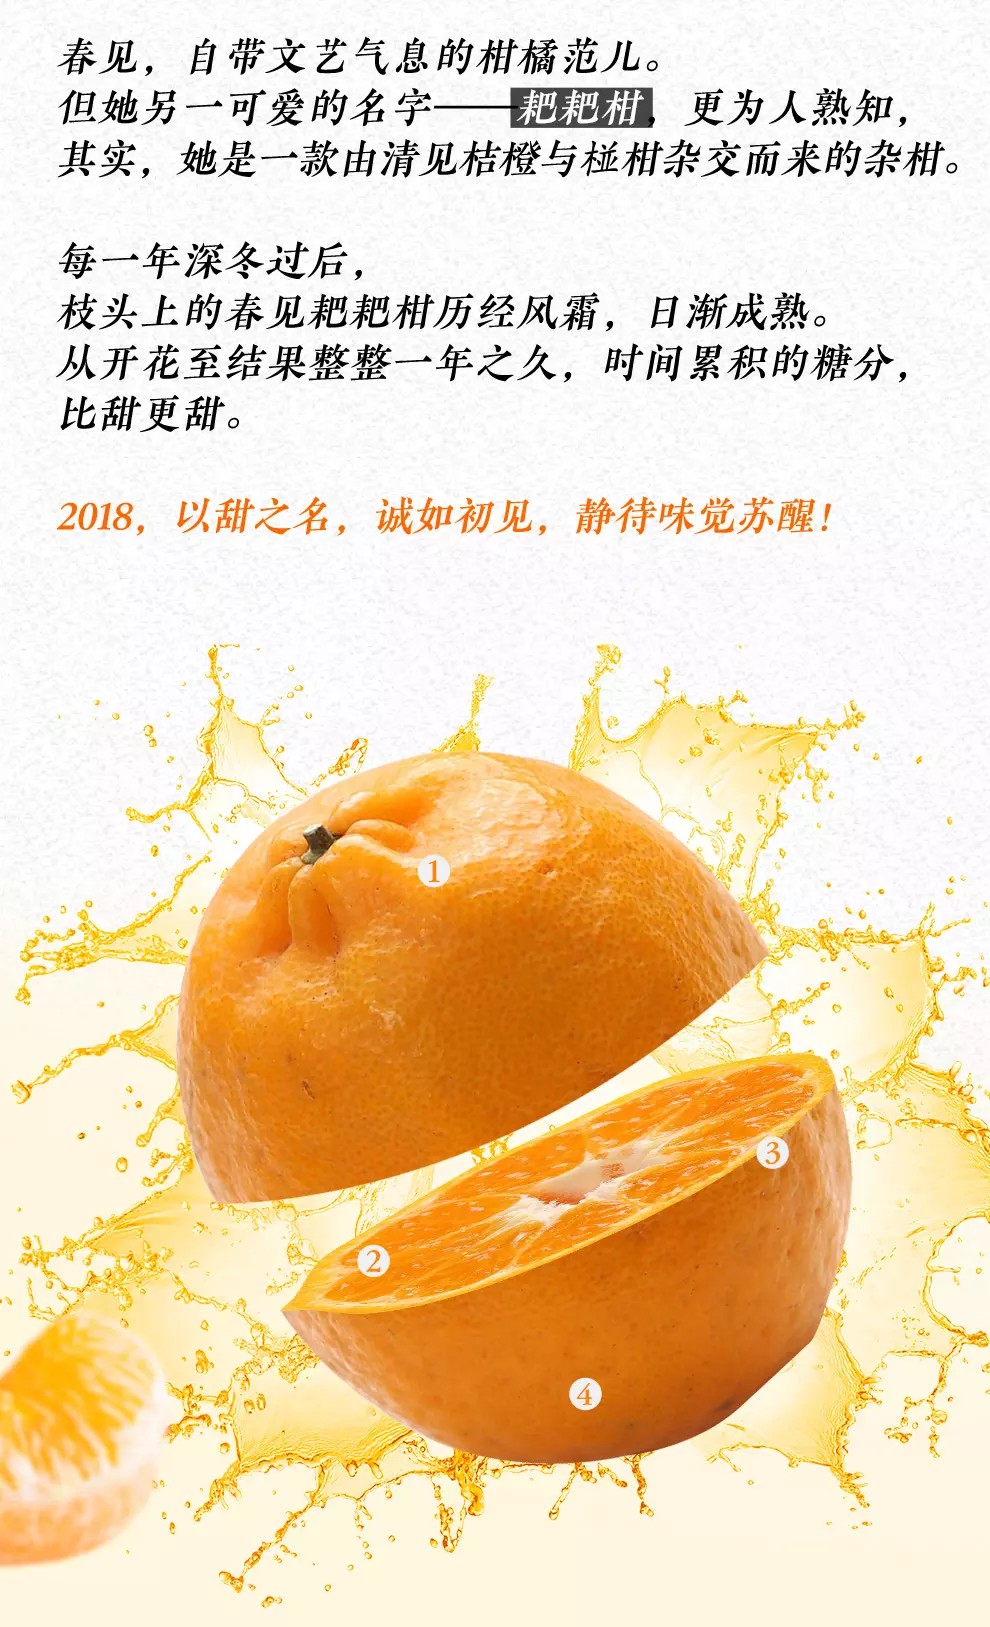 春见，自带文艺气息的柑橘范儿。
但她另一可爱的名字——耙耙柑，更为人熟知，
其实，她是一款由清见桔橙与椪柑杂交而来的杂柑。
每一年深冬过后，
枝头上的春见耙耙柑历经风霜，日渐成熟。
从开花至结果整整一年之久，时间累积的糖分，
比甜更甜。
2018，以甜之名，诚如初见，静待味觉苏醒！
1
3
2
4